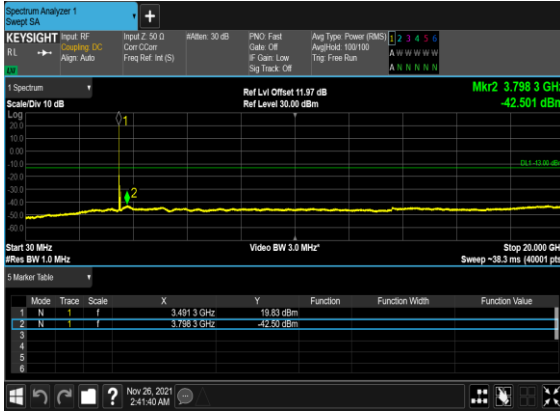 Spectrum Analyzer 1
Swept SA
+
KEYSIGHT
RL
Input: RF
Coupling: DC
Align: Auto
Input Z: 50 Ω
Corr CCorr
Freq Ref: Int (S)
#Atten: 30 dB
PNO: Fast
Gate: Off
IF Gain: Low
Sig Track: Off
Avg Type: Power (RMS)
Avg|Hold: 100/100
Trig: Free Run
1 2 3 4 5 6
A W W W W W
A N N N N N
1 Spectrum
Scale/Div 10 dB
Ref Lvl Offset 11.97 dB
Ref Level 30.00 dBm
Mkr2 3.798 3 GHz
-42.501 dBm
Log
20.0
10.0
0.00
-10.0
-20.0
-30.0
-40.0
-50.0
-60.0
1
2
DL1 -13.00 dBm
Start 30 MHz
#Res BW 1.0 MHz
Video BW 3.0 MHz*
Stop 20.000 GHz
Sweep ~38.3 ms (40001 pts)
5 Marker Table
Mode Trace Scale X Y Function Function Width Function Value
1 N 1 f 3.491 3 GHz 19.83 dBm
2 N 1 f 3.798 3 GHz -42.50 dBm
3
4
5
6
?
Nov 26, 2021
2:41:40 AM